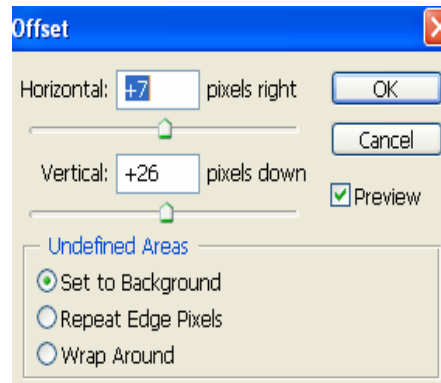 Offset
Horizontal: +7 pixels right OK
Cancel
Vertical: +26 pixels down
Preview
Undefined Areas
Set to Background
Repeat Edge Pixels
Wrap Around